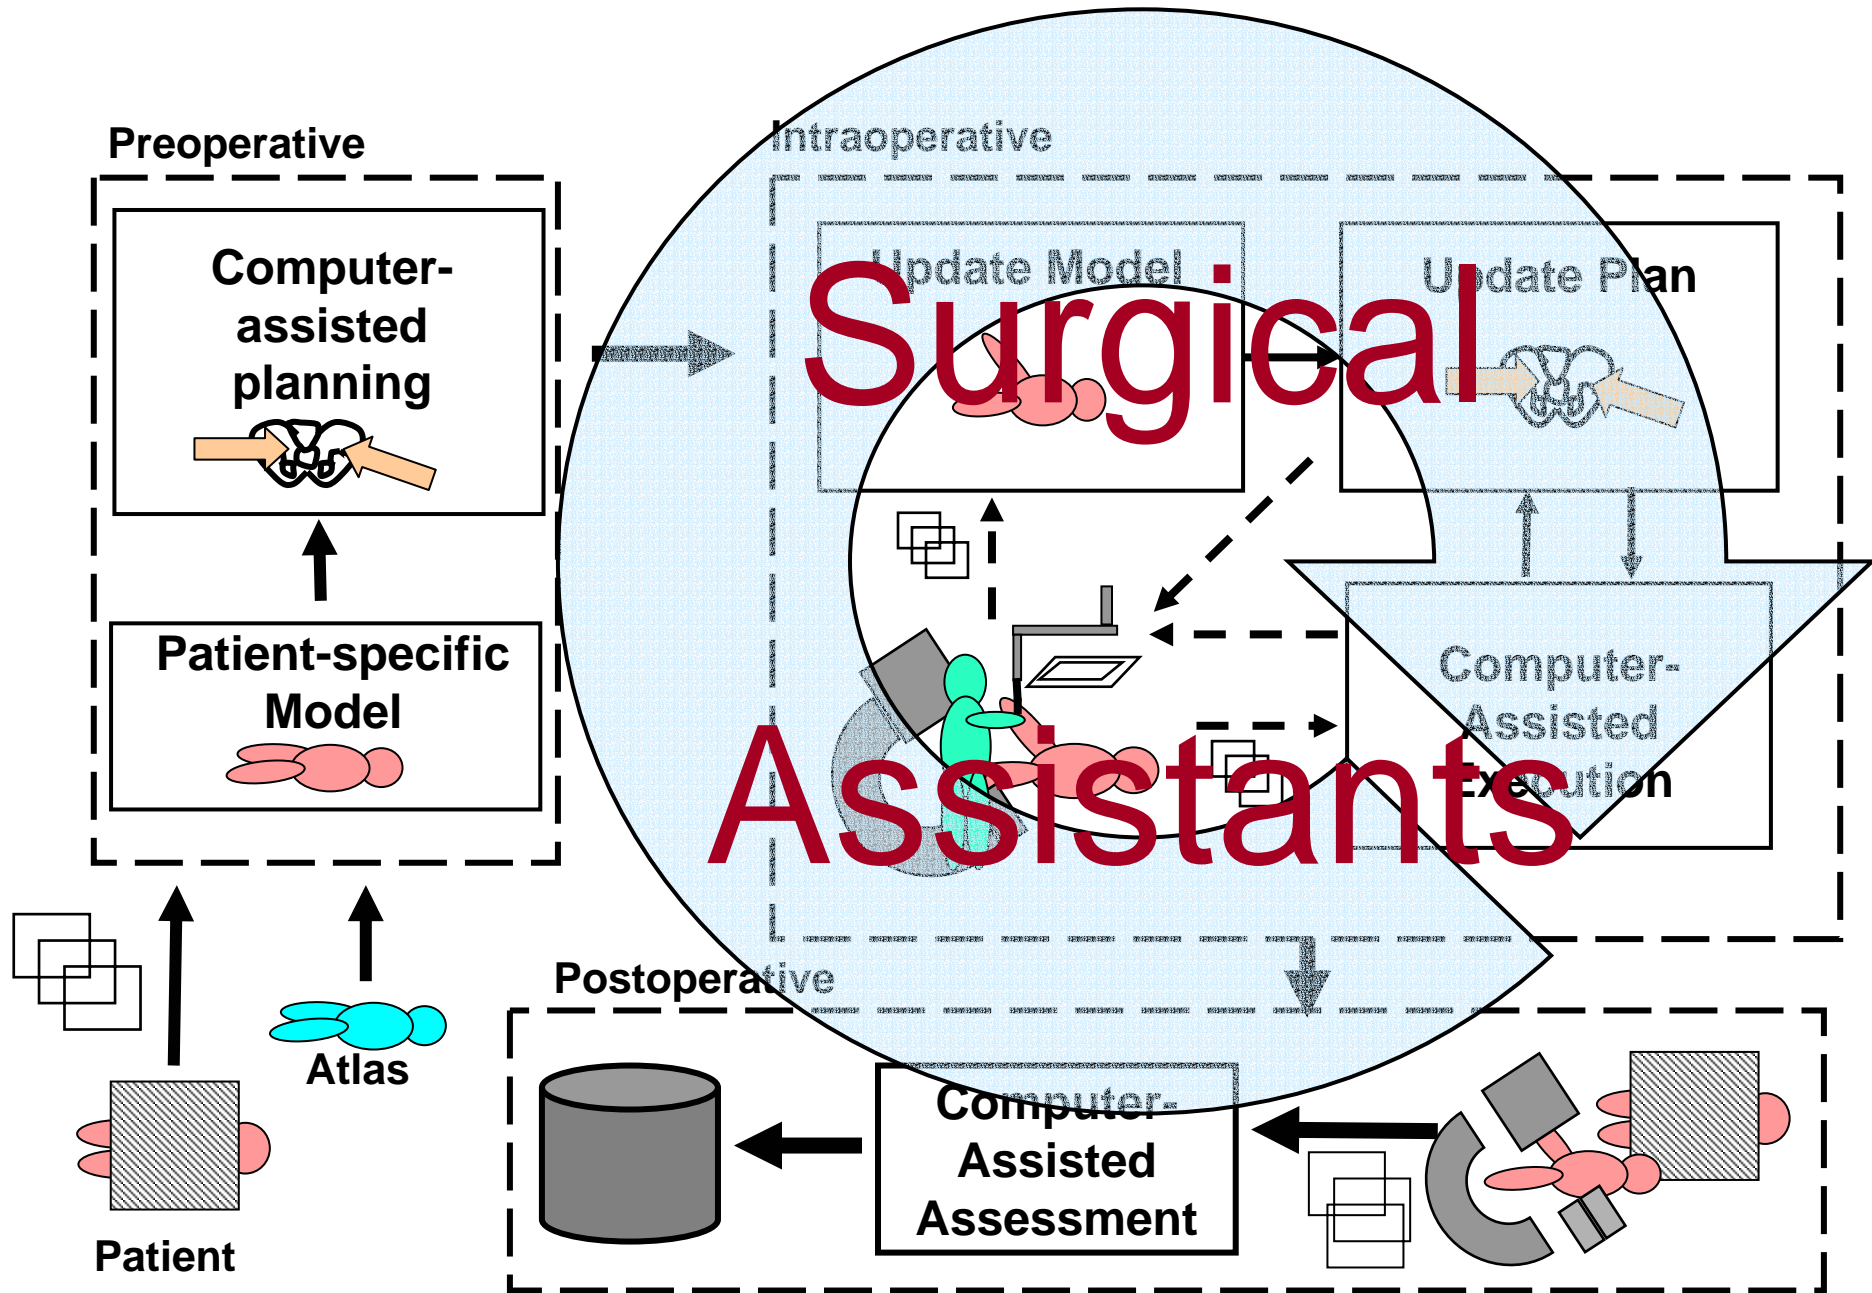 Preoperative
Computer-
assisted
planning
Patient-specific
Model
Atlas
Patient
Intraoperative
Update Model
Update Plan
Surgical
Computer-
Assisted
Execution
Assistants
Postoperative
Computer-
Assisted
Assessment